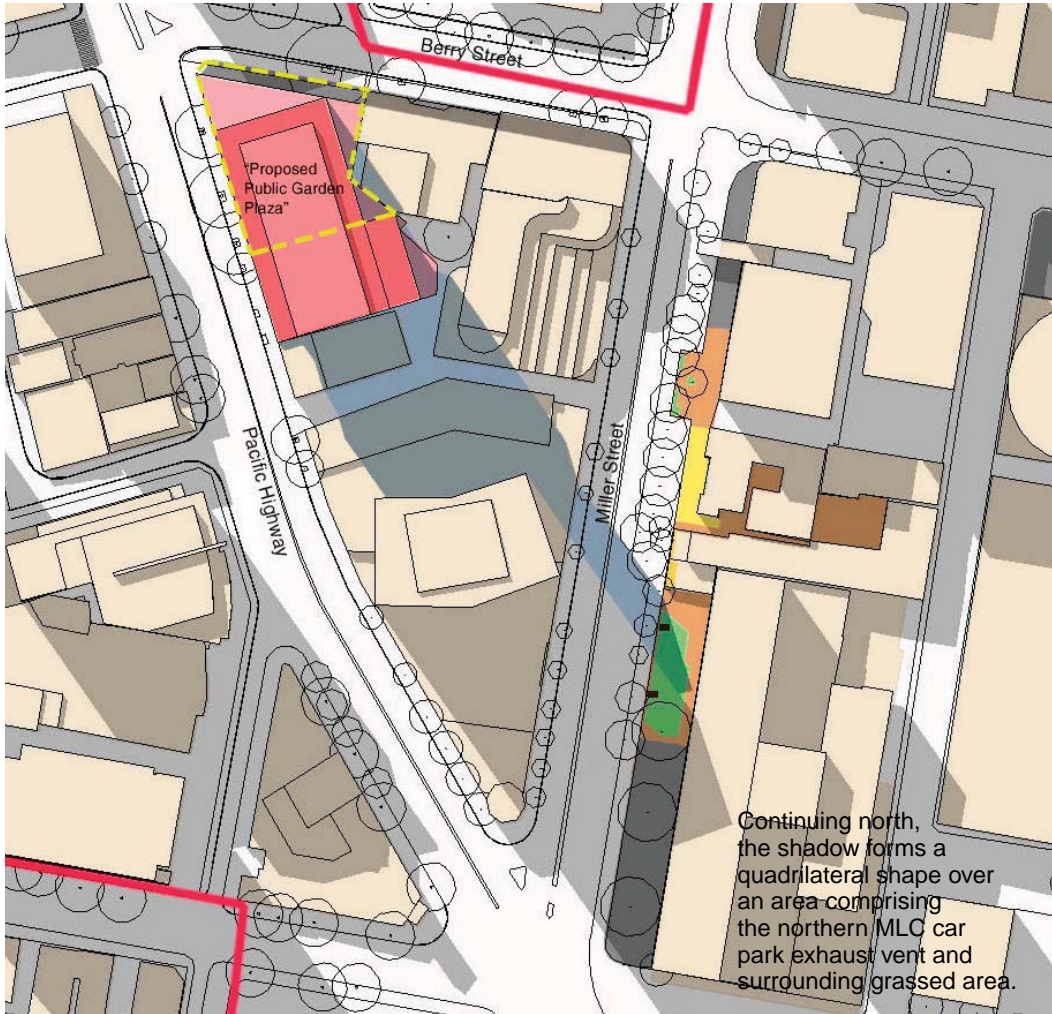 Berry Street
"Proposed
Public Garden
Plaza"
Pacific Highway
Miller Street
Continuing north,
the shadow forms a
quadrilateral shape over
an area comprising
the northern MLC car
park exhaust vent and
surrounding grassed area.